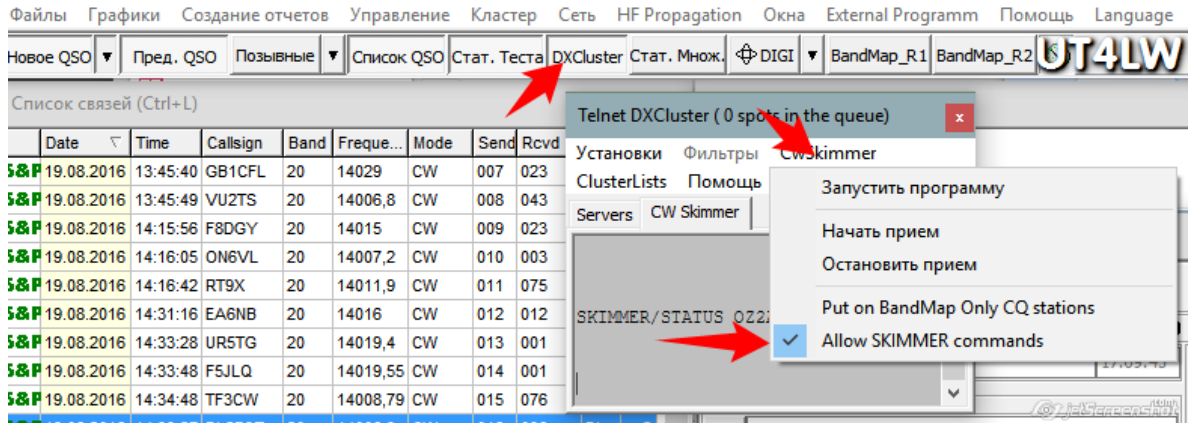 Файлы Графики Создание отчетов Управление Кластер Сеть HF Propagation Окна External Programm Помощь Language
Новое QSO Пред. QSO Позывные Список QSO Стат. Теста DXCluster Стат. Множ. DIGI BandMap_R1 BandMap_R2 UT4LW
Список связей (Ctrl+L)
Date Time Callsign Band Freque... Mode Send Rcvd
S&P 19.08.2016 13:45:40 GB1CFL 20 14029 CW 007 023
S&P 19.08.2016 13:45:49 VU2TS 20 14006,8 CW 008 043
S&P 19.08.2016 14:15:56 F8DGY 20 14015 CW 009 023
S&P 19.08.2016 14:16:05 ON6VL 20 14007,2 CW 010 003
S&P 19.08.2016 14:16:42 RT9X 20 14011,9 CW 011 075
S&P 19.08.2016 14:31:16 EA6NB 20 14016 CW 012 012
S&P 19.08.2016 14:33:28 UR5TG 20 14019,4 CW 013 001
S&P 19.08.2016 14:33:48 F5JLQ 20 14019,55 CW 014 001
S&P 19.08.2016 14:34:48 TF3CW 20 14008,79 CW 015 076
Telnet DXCluster ( 0 spots in the queue) x
Установки Фильтры CwSkimmer
ClusterLists Помощь
Servers CW Skimmer
SKIMMER/STATUS
Запустить программу
Начать прием
Остановить прием
Put on BandMap Only CQ stations
Allow SKIMMER commands
jetScreenshot